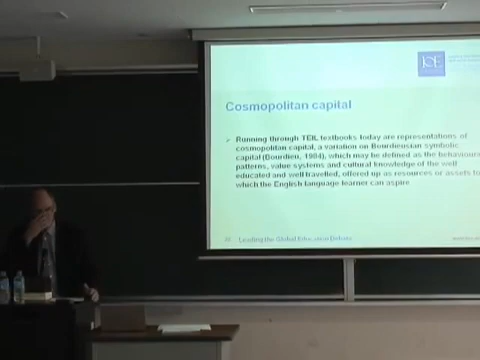 IOE
Cosmopolitan capital
➢ Running through TEIL textbooks today are representations of
cosmopolitan capital, a variation on Bourdieusian symbolic
capital (Bourdieu, 1984), which may be defined as the behavioural
patterns, value systems and cultural knowledge of the well
educated and well travelled, offered up as resources or assets to
which the English language learner can aspire
Leading the Global Education Debate